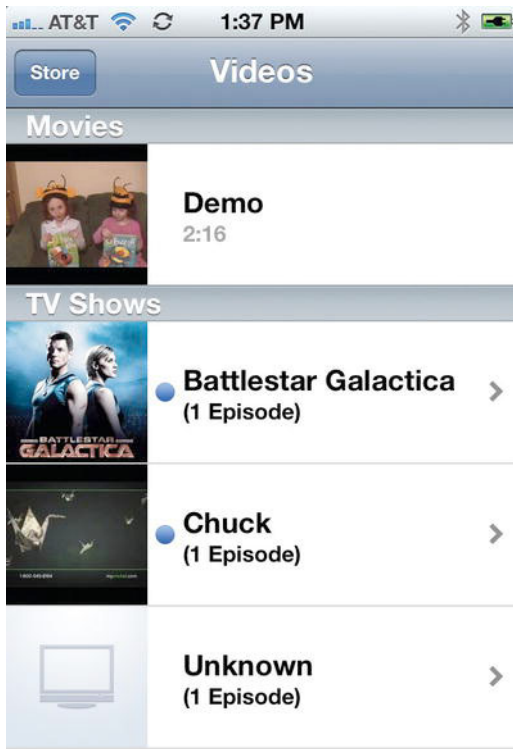 AT&T 1:37 PM
Store Videos
Movies
Demo
2:16
TV Shows
Battlestar Galactica
(1 Episode)
BATTLESTAR
GALACTICA
Chuck
(1 Episode)
Unknown
(1 Episode)